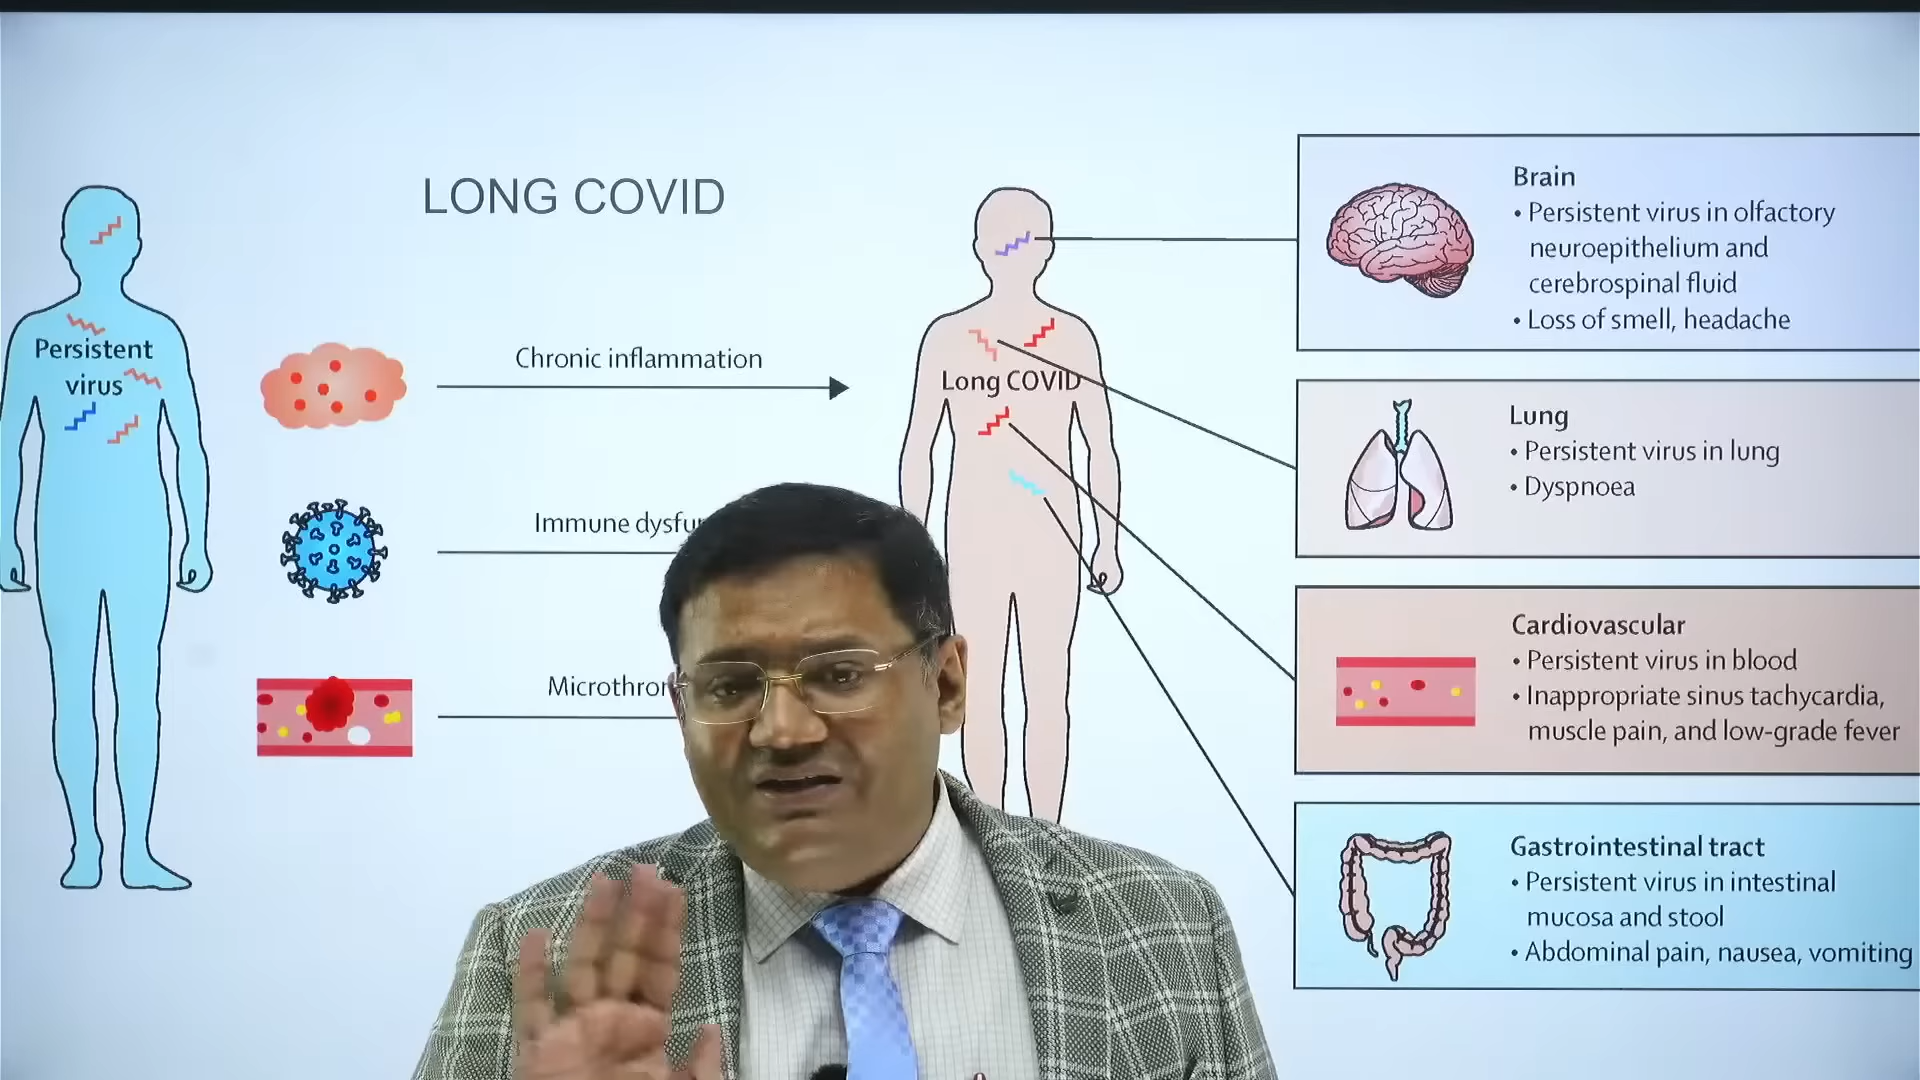 LONG COVID
Persistent
virus
Chronic inflammation
Immune
Long COVID
Brain
• Persistent virus in olfactory
neuroepithelium and
cerebrospinal fluid
• Loss of smell, headache
Lung
• Persistent virus in lung
• Dyspnoea
Cardiovascular
• Persistent virus in blood
• Inappropriate sinus tachycardia,
muscle pain, and low-grade fever
Gastrointestinal tract
• Persistent virus in intestinal
mucosa and stool
• Abdominal pain, nausea, vomiting